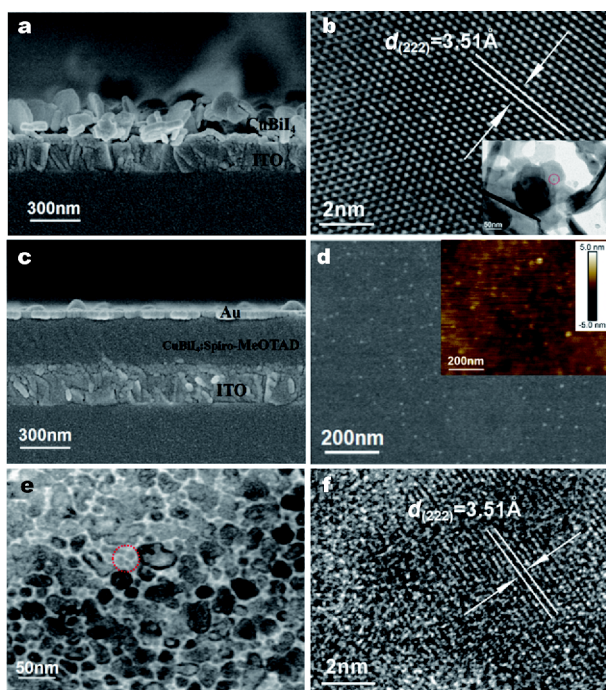 a
CuBiI₄
ITO
300nm
b
d(222)=3.51Å
2nm
50nm
c
Au
CuBiI₄:Spiro-MeOTAD
ITO
300nm
d
5.0 nm
-5.0 nm
200nm
200nm
e
50nm
f
d(222)=3.51Å
2nm